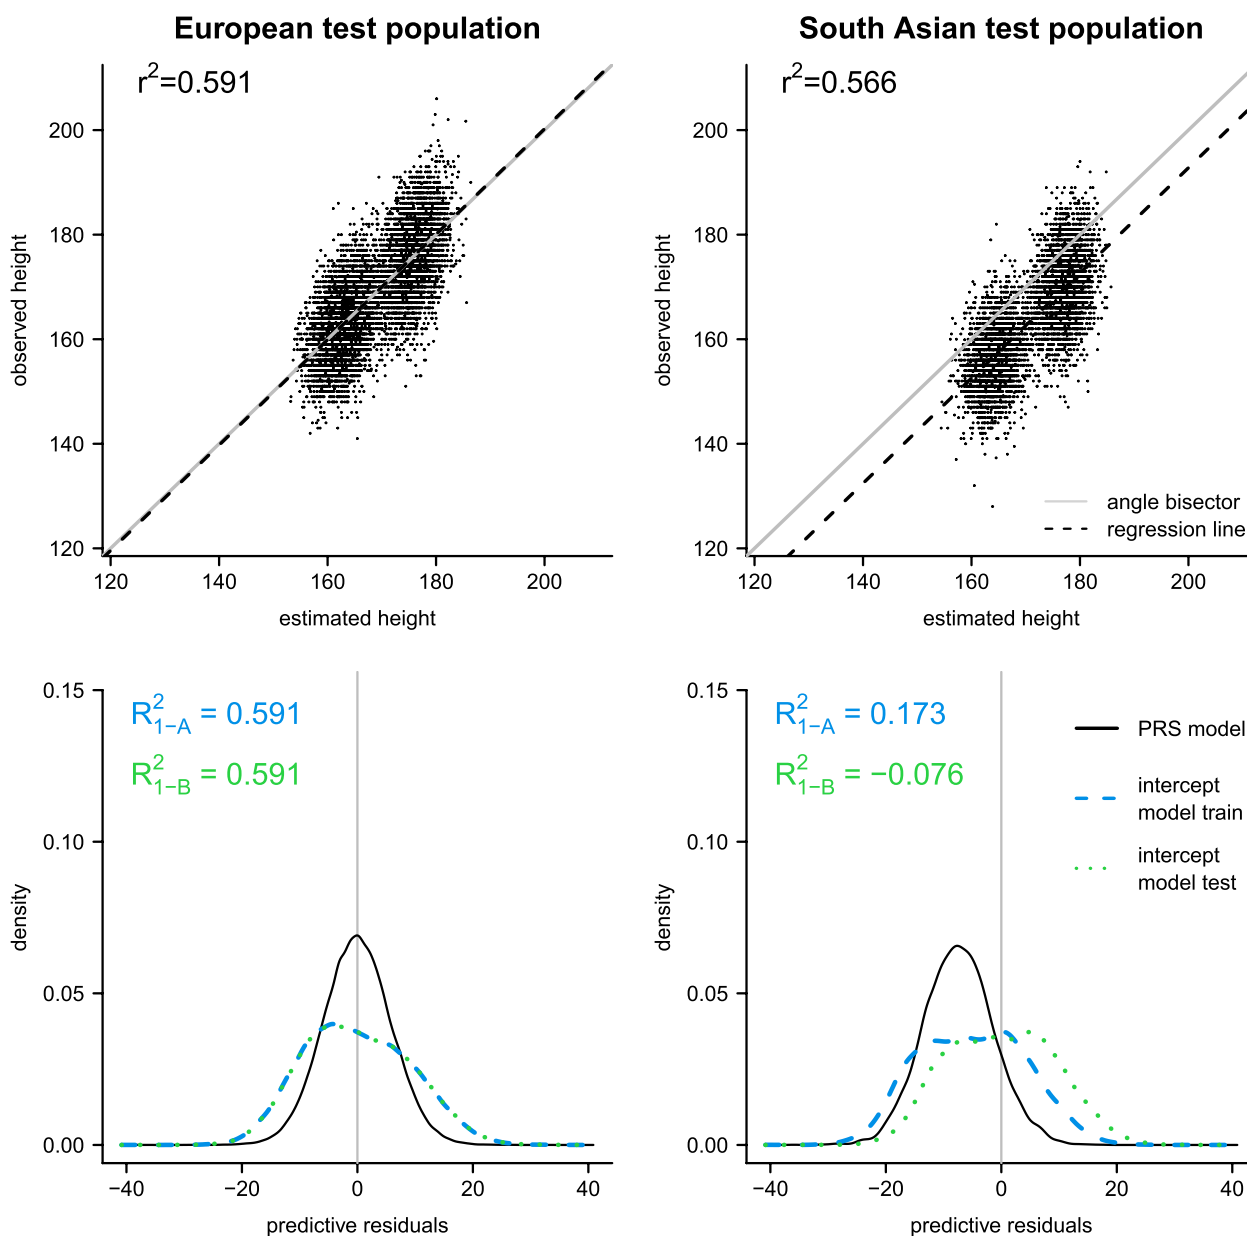 European test population
r²=0.591
200
180
160
140
120
120 140 160 180 200
observed height
estimated height
South Asian test population
r²=0.566
200
180
160
140
120
120 140 160 180 200
observed height
estimated height
angle bisector
regression line
R²1−A = 0.591
R²1−B = 0.591
0.15
0.10
0.05
0.00
−40 −20 0 20 40
density
predictive residuals
R²1−A = 0.173
R²1−B = −0.076
0.15
0.10
0.05
0.00
−40 −20 0 20 40
density
predictive residuals
PRS model
intercept
model train
intercept
model test